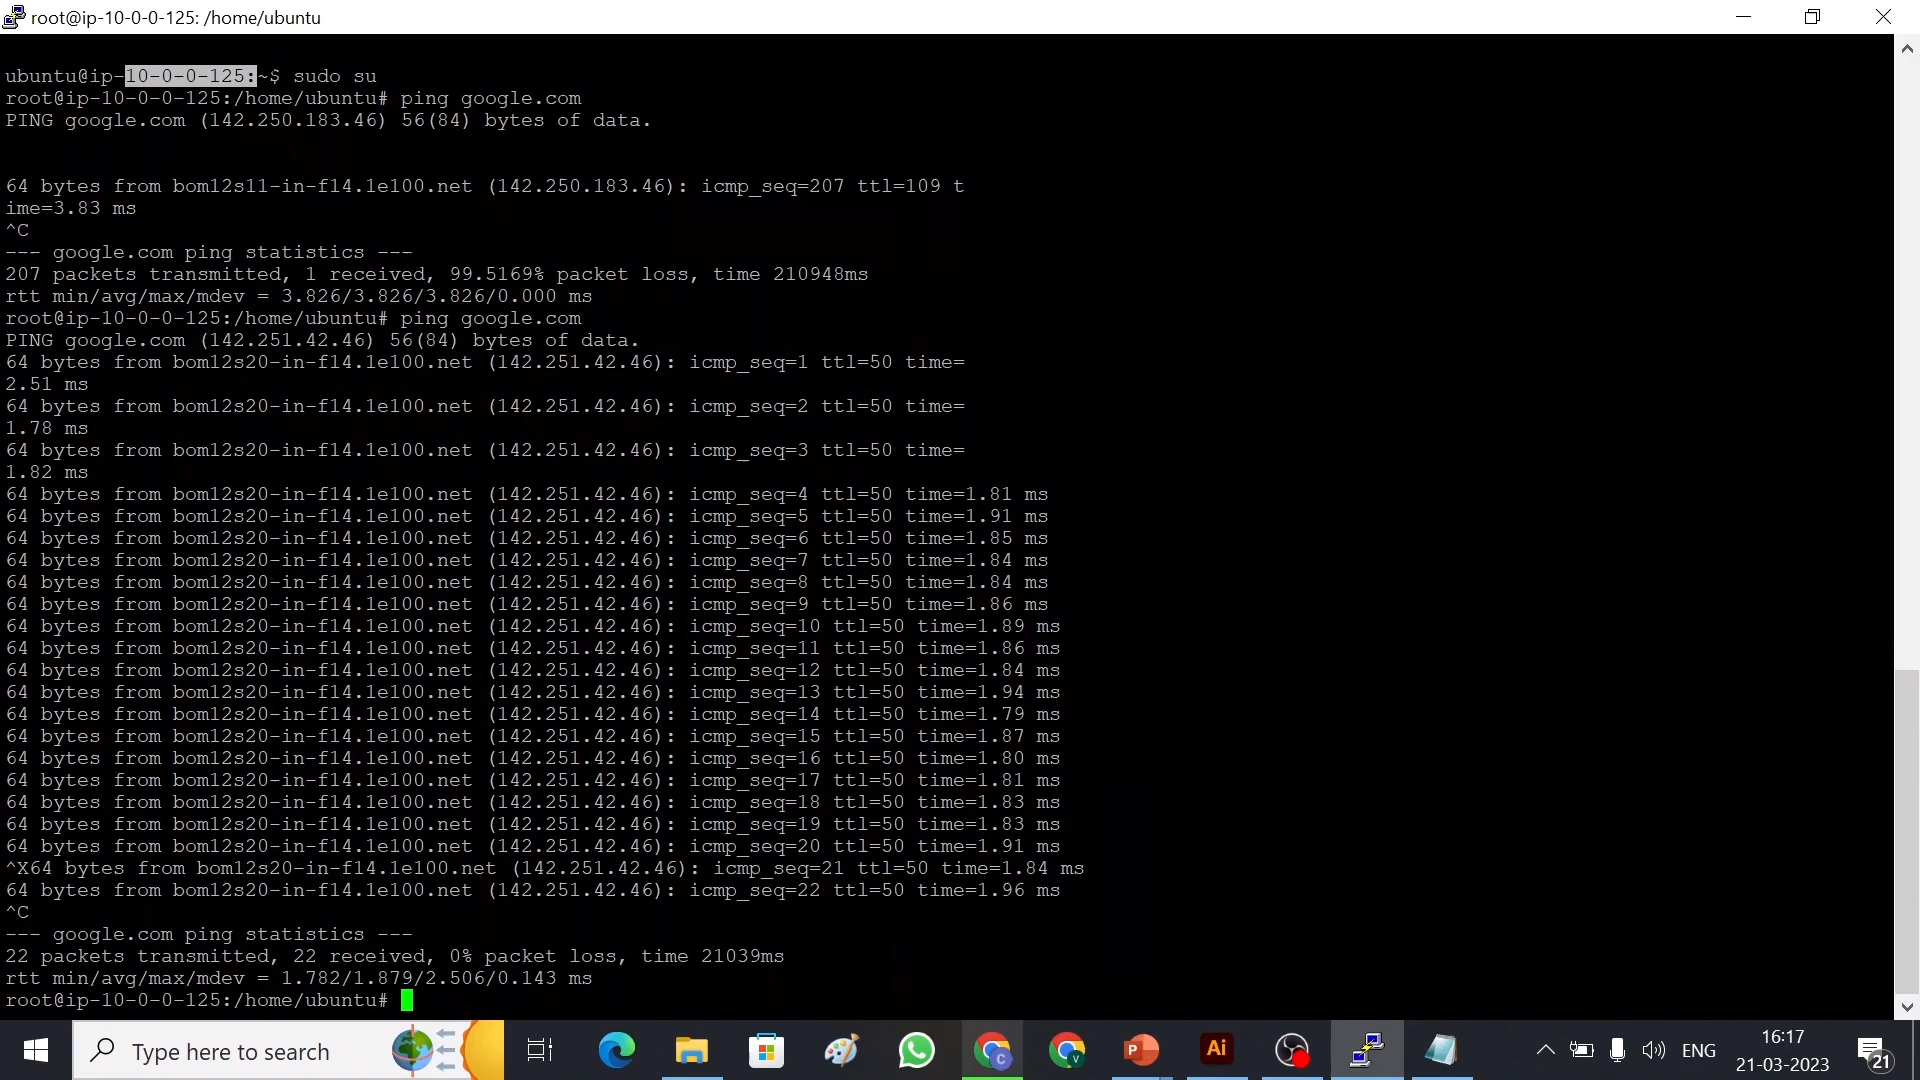 root@ip-10-0-0-125: /home/ubuntu
ubuntu@ip-10-0-0-125:~$ sudo su
root@ip-10-0-0-125:/home/ubuntu# ping google.com
PING google.com (142.250.183.46) 56(84) bytes of data.
64 bytes from bom12s11-in-f14.1e100.net (142.250.183.46): icmp_seq=207 ttl=109 t
ime=3.83 ms
^C
--- google.com ping statistics ---
207 packets transmitted, 1 received, 99.5169% packet loss, time 210948ms
rtt min/avg/max/mdev = 3.826/3.826/3.826/0.000 ms
root@ip-10-0-0-125:/home/ubuntu# ping google.com
PING google.com (142.251.42.46) 56(84) bytes of data.
64 bytes from bom12s20-in-f14.1e100.net (142.251.42.46): icmp_seq=1 ttl=50 time=
2.51 ms
64 bytes from bom12s20-in-f14.1e100.net (142.251.42.46): icmp_seq=2 ttl=50 time=
1.78 ms
64 bytes from bom12s20-in-f14.1e100.net (142.251.42.46): icmp_seq=3 ttl=50 time=
1.82 ms
64 bytes from bom12s20-in-f14.1e100.net (142.251.42.46): icmp_seq=4 ttl=50 time=1.81 ms
64 bytes from bom12s20-in-f14.1e100.net (142.251.42.46): icmp_seq=5 ttl=50 time=1.91 ms
64 bytes from bom12s20-in-f14.1e100.net (142.251.42.46): icmp_seq=6 ttl=50 time=1.85 ms
64 bytes from bom12s20-in-f14.1e100.net (142.251.42.46): icmp_seq=7 ttl=50 time=1.84 ms
64 bytes from bom12s20-in-f14.1e100.net (142.251.42.46): icmp_seq=8 ttl=50 time=1.84 ms
64 bytes from bom12s20-in-f14.1e100.net (142.251.42.46): icmp_seq=9 ttl=50 time=1.86 ms
64 bytes from bom12s20-in-f14.1e100.net (142.251.42.46): icmp_seq=10 ttl=50 time=1.89 ms
64 bytes from bom12s20-in-f14.1e100.net (142.251.42.46): icmp_seq=11 ttl=50 time=1.86 ms
64 bytes from bom12s20-in-f14.1e100.net (142.251.42.46): icmp_seq=12 ttl=50 time=1.84 ms
64 bytes from bom12s20-in-f14.1e100.net (142.251.42.46): icmp_seq=13 ttl=50 time=1.94 ms
64 bytes from bom12s20-in-f14.1e100.net (142.251.42.46): icmp_seq=14 ttl=50 time=1.79 ms
64 bytes from bom12s20-in-f14.1e100.net (142.251.42.46): icmp_seq=15 ttl=50 time=1.87 ms
64 bytes from bom12s20-in-f14.1e100.net (142.251.42.46): icmp_seq=16 ttl=50 time=1.80 ms
64 bytes from bom12s20-in-f14.1e100.net (142.251.42.46): icmp_seq=17 ttl=50 time=1.81 ms
64 bytes from bom12s20-in-f14.1e100.net (142.251.42.46): icmp_seq=18 ttl=50 time=1.83 ms
64 bytes from bom12s20-in-f14.1e100.net (142.251.42.46): icmp_seq=19 ttl=50 time=1.83 ms
64 bytes from bom12s20-in-f14.1e100.net (142.251.42.46): icmp_seq=20 ttl=50 time=1.91 ms
^X64 bytes from bom12s20-in-f14.1e100.net (142.251.42.46): icmp_seq=21 ttl=50 time=1.84 ms
64 bytes from bom12s20-in-f14.1e100.net (142.251.42.46): icmp_seq=22 ttl=50 time=1.96 ms
^C
--- google.com ping statistics ---
22 packets transmitted, 22 received, 0% packet loss, time 21039ms
rtt min/avg/max/mdev = 1.782/1.879/2.506/0.143 ms
root@ip-10-0-0-125:/home/ubuntu#
Type here to search
C
V
P
Ai
ENG
16:17
21-03-2023
21